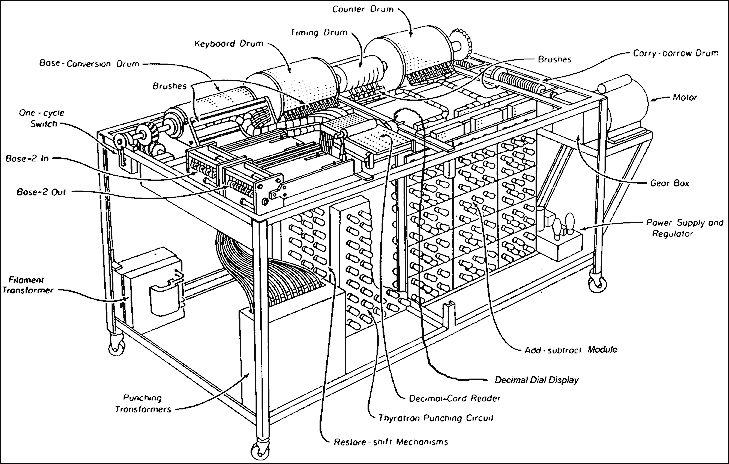 Counter Drum
Timing Drum
Keyboard Drum
Brushes
Carry-borrow Drum
Base-Conversion Drum
Brushes
Motor
One-cycle
Switch
Base-2 In
Base-2 Out
Gear Box
Power Supply and
Regulator
Filament
Transformer
Add-subtract Module
Decimal Dial Display
Punching
Transformers
Decimal-Card Reader
Thyratron Punching Circuit
Restore-shift Mechanisms